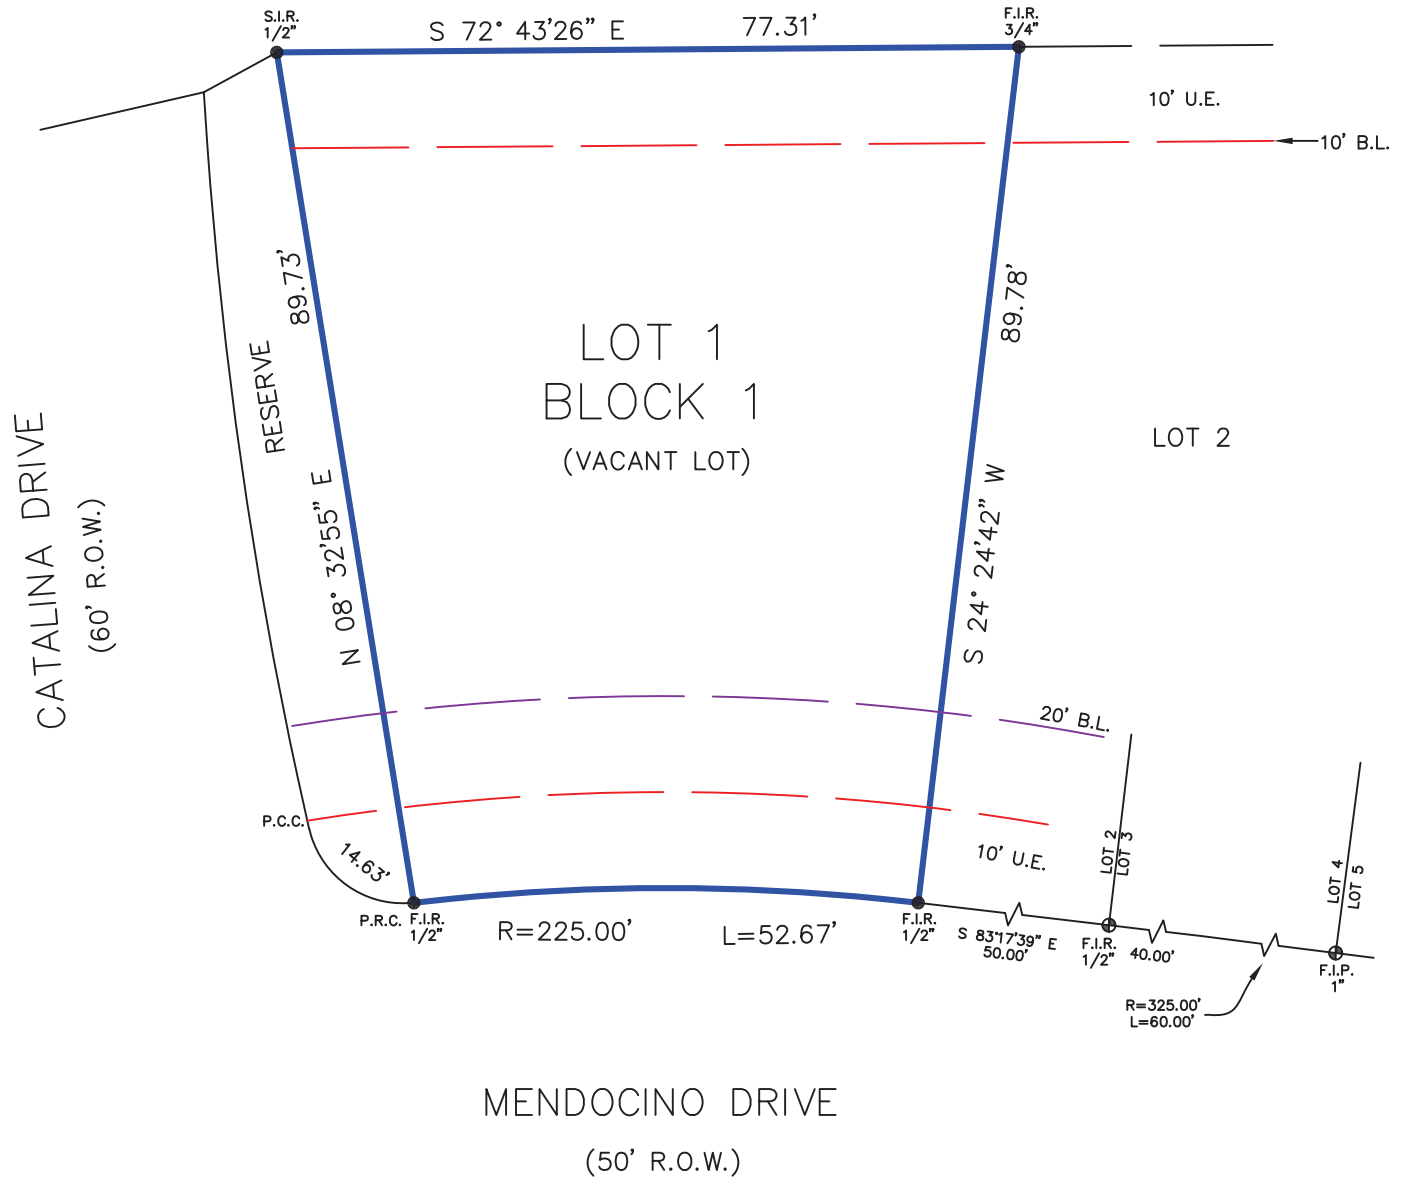 S.I.R.
1/2"
S 72° 43'26" E
77.31'
F.I.R.
3/4"
10' U.E.
10' B.L.
89.73'
89.78'
RESERVE
LOT 1
BLOCK 1
(VACANT LOT)
LOT 2
CATALINA DRIVE
(60' R.O.W.)
N 08° 32'55" E
S 24° 24'42" W
20' B.L.
P.C.C.
14.63'
10' U.E.
LOT 2
LOT 3
LOT 4
LOT 5
P.R.C.
F.I.R.
1/2"
R=225.00'
L=52.67'
F.I.R.
1/2"
S 83°17'39" E
50.00'
F.I.R.
1/2"
40.00'
F.I.P.
1"
R=325.00'
L=60.00'
MENDOCINO DRIVE
(50' R.O.W.)